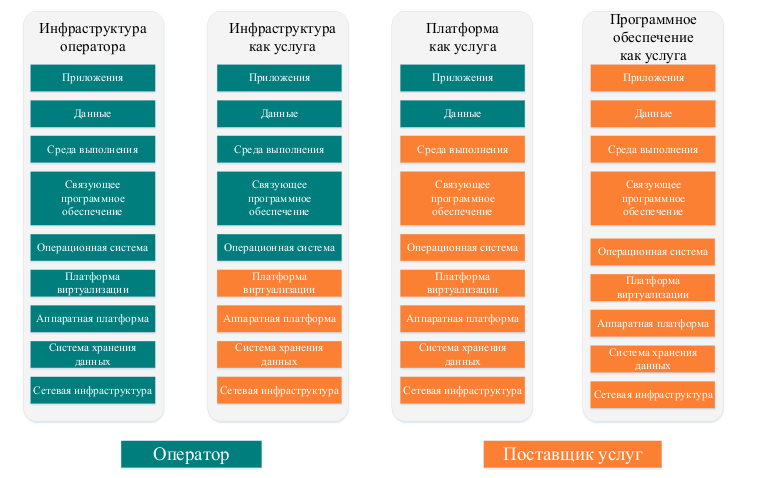 Инфраструктура
оператора
Приложения
Данные
Среда выполнения
Связующее
программное
обеспечение
Операционная система
Платформа
виртуализации
Аппаратная платформа
Система хранения
данных
Сетевая инфраструктура
Инфраструктура
как услуга
Приложения
Данные
Среда выполнения
Связующее
программное
обеспечение
Операционная система
Платформа
виртуализации
Аппаратная платформа
Система хранения
данных
Сетевая инфраструктура
Платформа
как услуга
Приложения
Данные
Среда выполнения
Связующее
программное
обеспечение
Операционная система
Платформа
виртуализации
Аппаратная платформа
Система хранения
данных
Сетевая инфраструктура
Программное
обеспечение
как услуга
Приложения
Данные
Среда выполнения
Связующее
программное
обеспечение
Операционная система
Платформа
виртуализации
Аппаратная платформа
Система хранения
данных
Сетевая инфраструктура
Оператор
Поставщик услуг